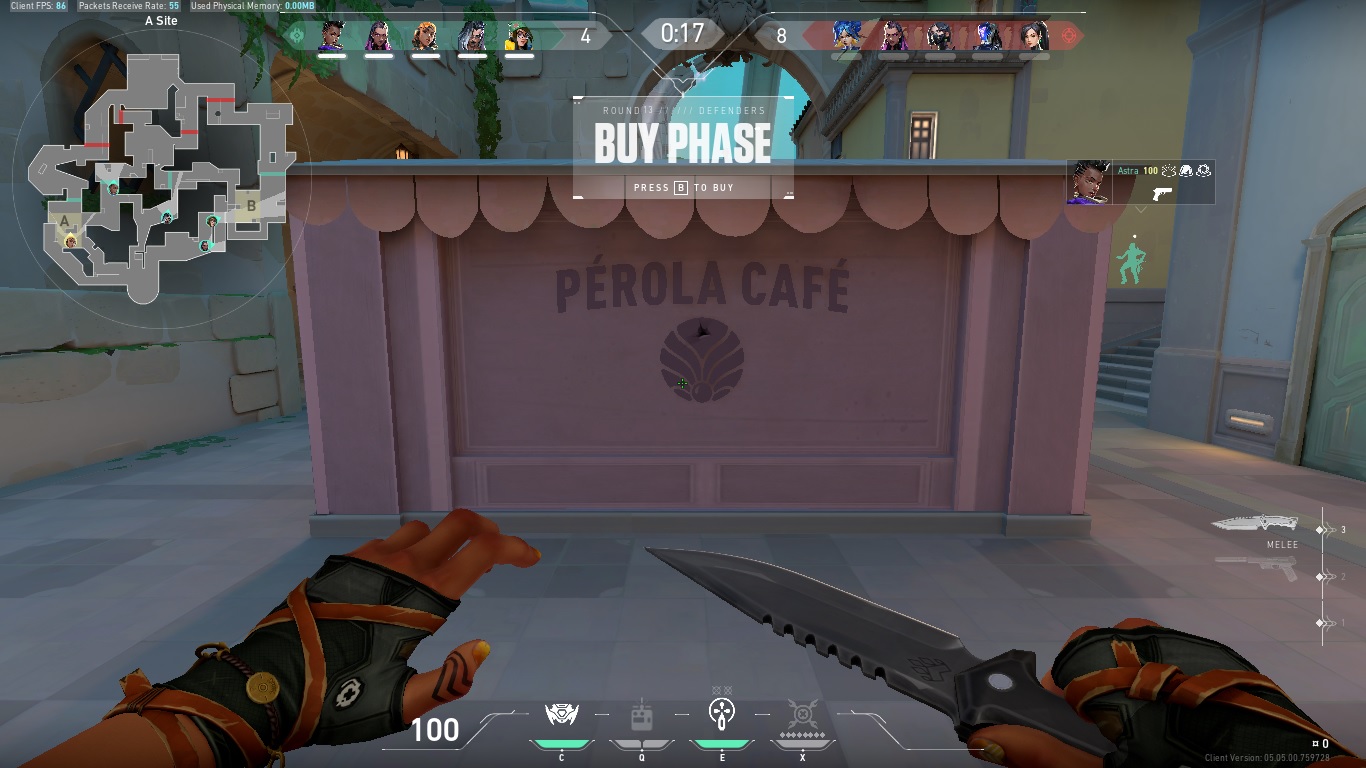 Client FPS: 86 Packets Receive Rate: 55 Used Physical Memory: 0.00MB
A Site
4 0:17 8
ROUND 13 ////// DEFENDERS
BUY PHASE
PRESS B TO BUY
Astra 100
A
B
PÉROLA CAFÉ
3
MELEE
2
1
100
C Q E X
¤ 0
Client Version: 05.05.00.759728